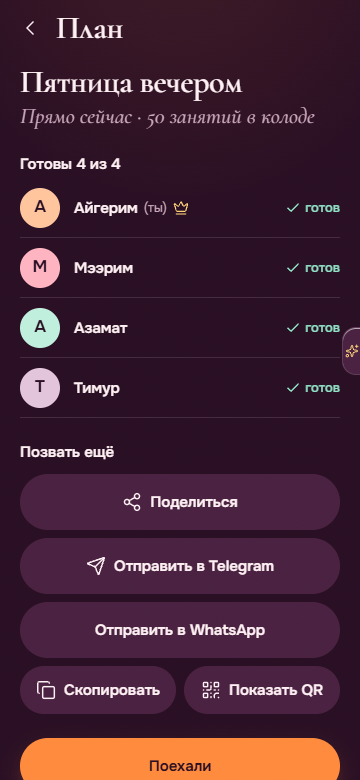 План
Пятница вечером
Прямо сейчас · 50 занятий в колоде
Готовы 4 из 4
А Айгерим (ты) готов
М Мээрим готов
А Азамат готов
Т Тимур готов
Позвать ещё
Поделиться
Отправить в Telegram
Отправить в WhatsApp
Скопировать Показать QR
Поехали